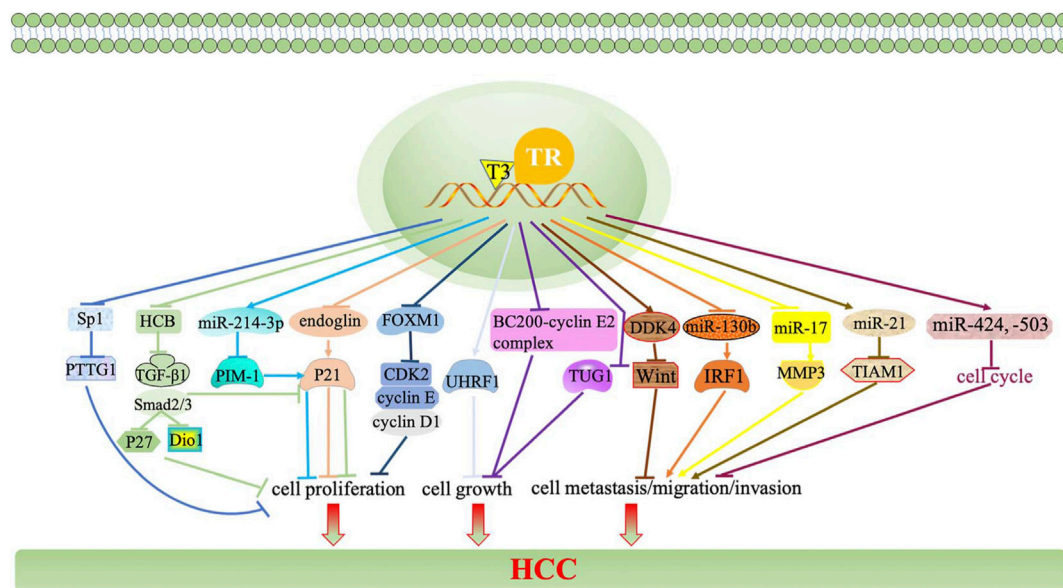 TR
T3
Sp1
HCB
miR-214-3p
endoglin
FOXM1
BC200-cyclin E2
complex
DDK4
miR-130b
miR-17
miR-21
miR-424, -503
PTTG1
TGF-β1
PIM-1
P21
CDK2
UHRF1
TUG1
Wint
IRF1
MMP3
TIAM1
cell cycle
Smad2/3
cyclin E
cyclin D1
P27
Dio1
cell proliferation
cell growth
cell metastasis/migration/invasion
HCC